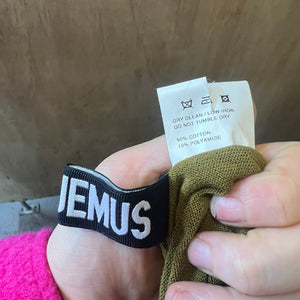 DRY CLEAN / LOW IRON.
DO NOT TUMBLE DRY
90% COTTON
10% POLYAMIDE
JEMUS